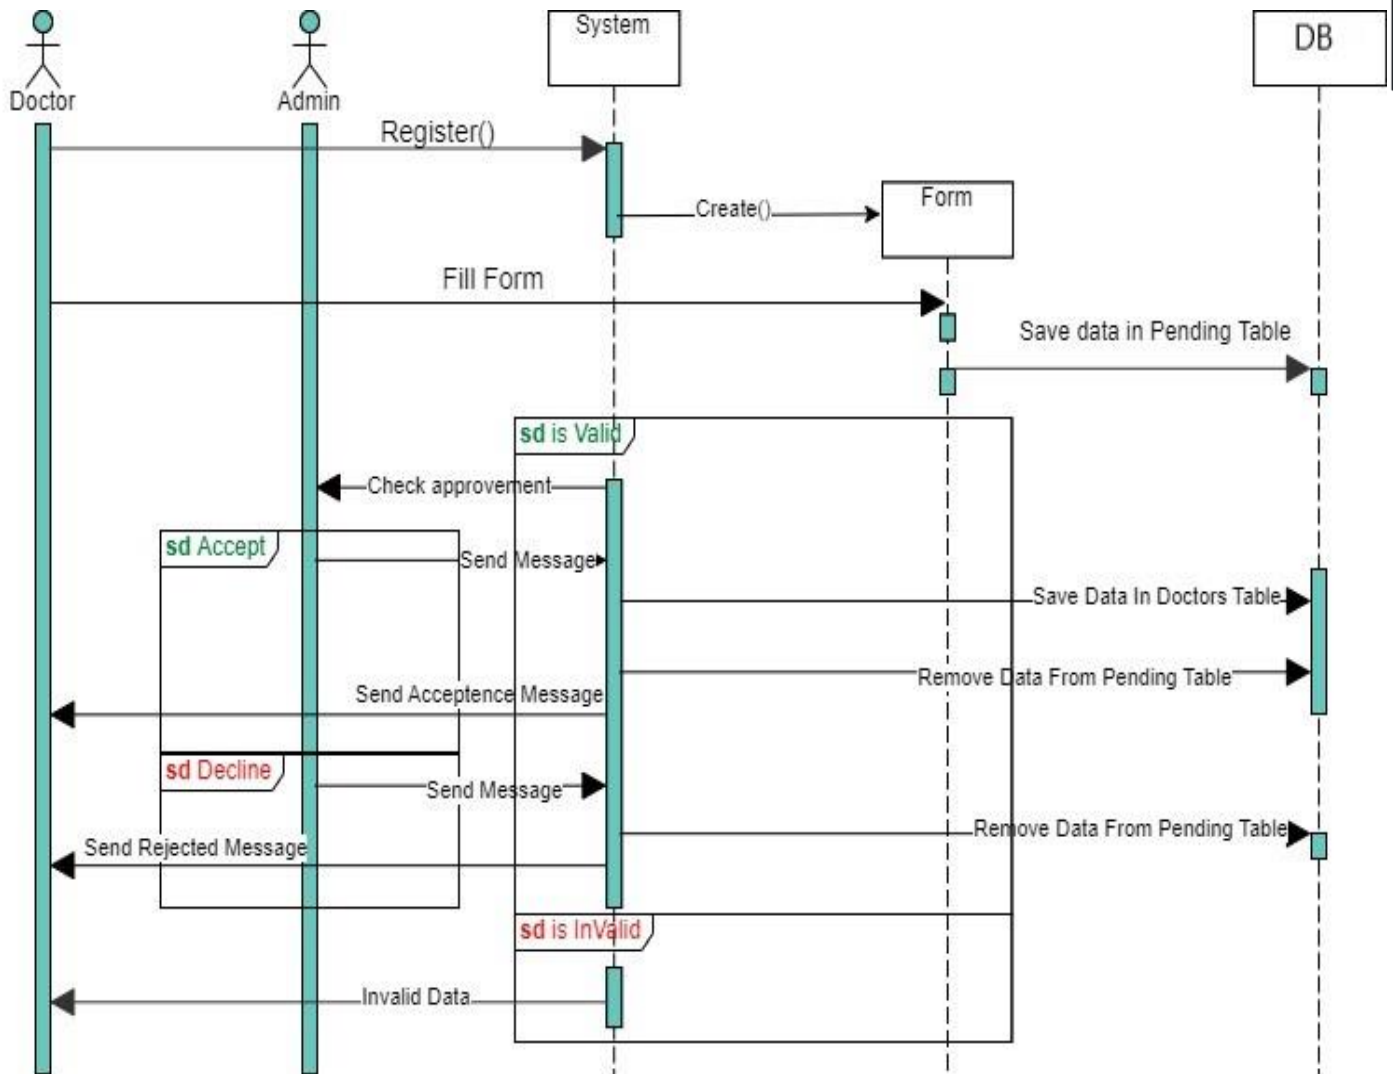 System
DB
Doctor
Admin
Register()
Form
Create()
Fill Form
Save data in Pending Table
sd is Valid
Check approvement
sd Accept
Send Message
Save Data In Doctors Table
Remove Data From Pending Table
Send Acceptence Message
sd Decline
Send Message
Remove Data From Pending Table
Send Rejected Message
sd is InValid
Invalid Data